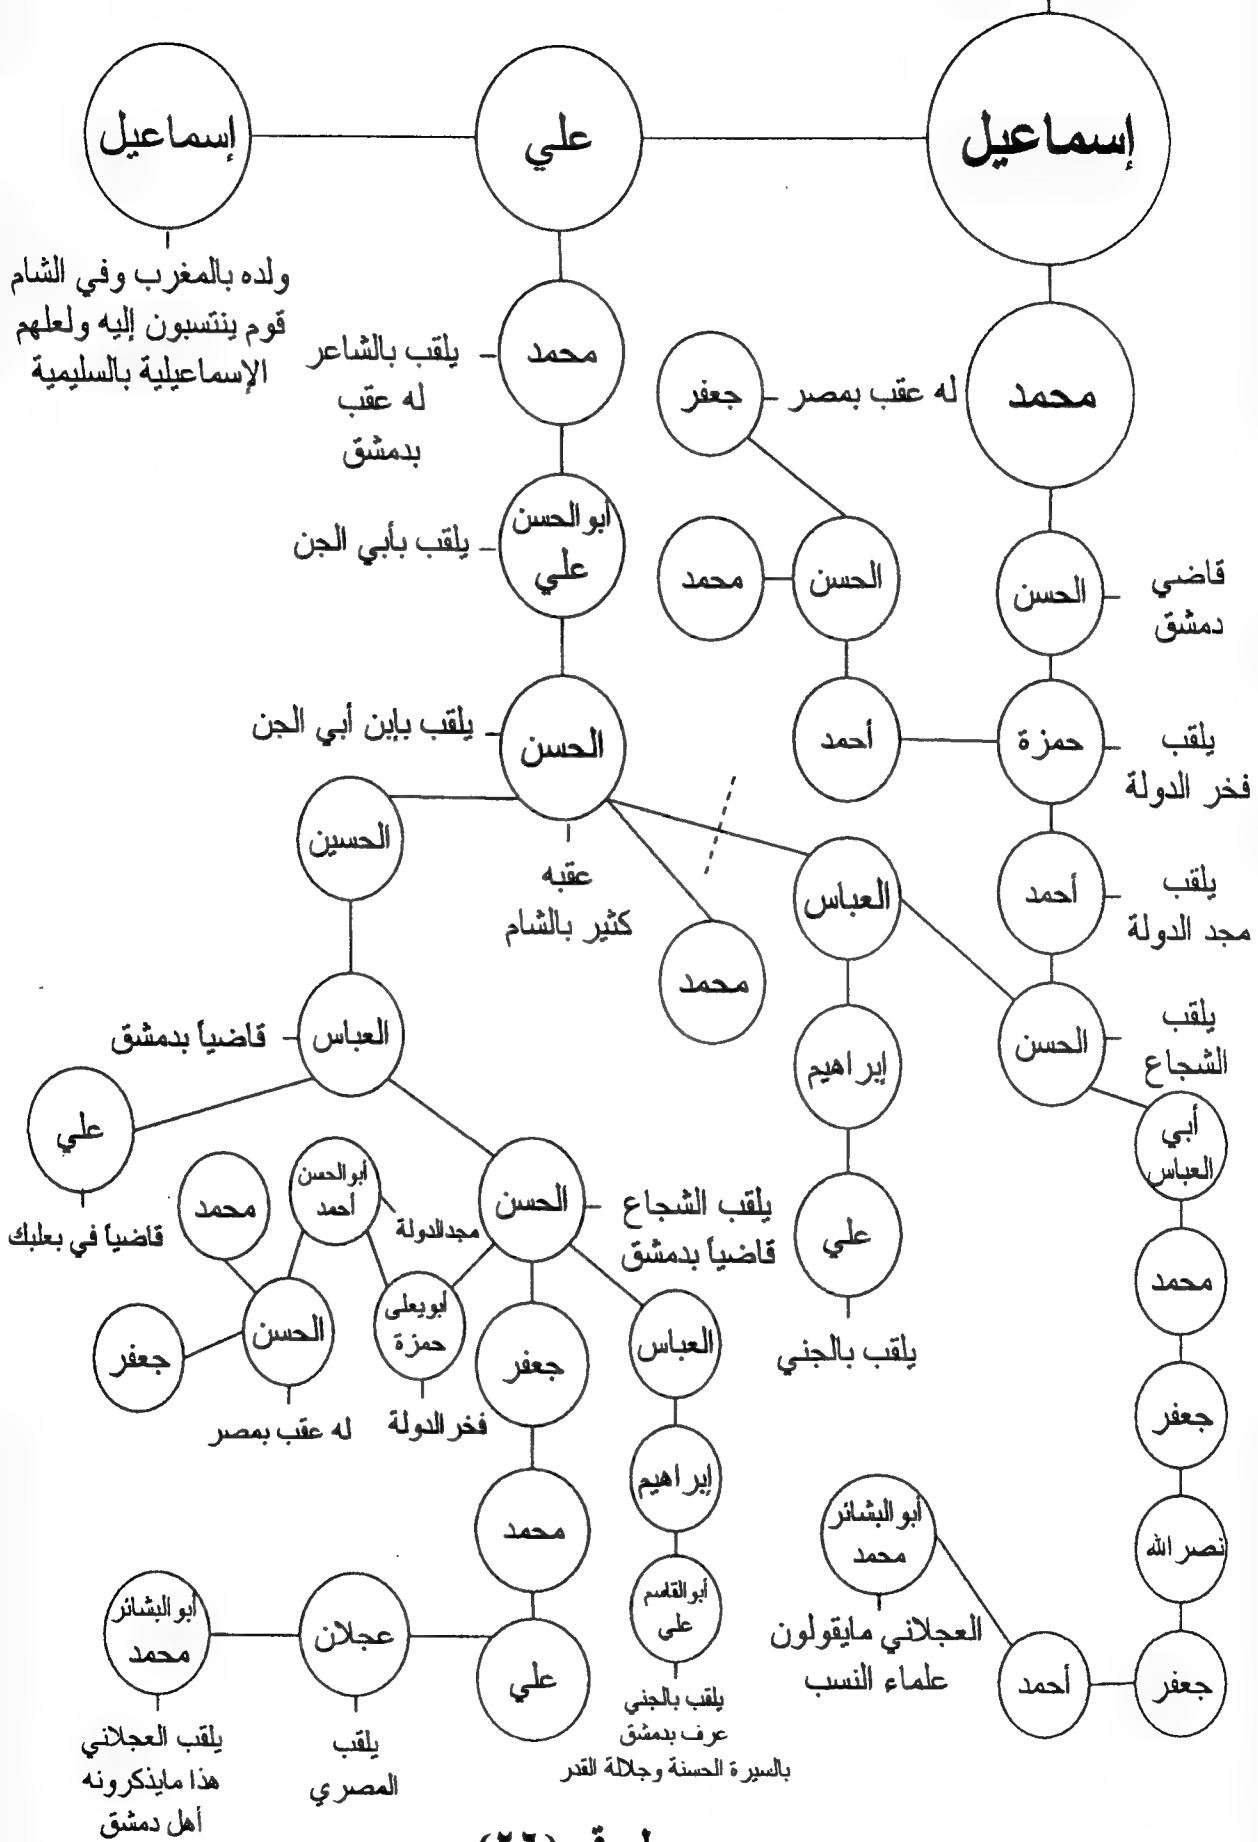 إسماعيل
علي
إسماعيل
ولده بالمغرب وفي الشام
قوم ينتسبون إليه ولعلهم
الإسماعيلية بالسليمية
محمد
يلقب بالشاعر
له عقب
بدمشق
جعفر
له عقب بمصر
محمد
أبو الحسن
علي
يلقب بأبي الجن
الحسن
محمد
الحسن
قاضي
دمشق
الحسن
يلقب بإبن أبي الجن
أحمد
حمزة
يلقب
فخر الدولة
عقبه
كثير بالشام
الحسين
محمد
العباس
أحمد
يلقب
مجد الدولة
العباس
قاضياً بدمشق
إبراهيم
الحسن
يلقب
الشجاع
علي
قاضياً في بعلبك
محمد
أبو الحسن
أحمد
مجد الدولة
الحسن
يلقب الشجاع
قاضياً بدمشق
علي
يلقب بالجني
أبي
العباس
محمد
جعفر
الحسن
له عقب بمصر
أبو يعلى
حمزة
فخر الدولة
جعفر
العباس
جعفر
محمد
إبراهيم
أبو البشائر
محمد
العجلاني مايقولون
علماء النسب
نصر الله
أبو البشائر
محمد
يلقب العجلاني
هذا مايذكرونه
أهل دمشق
عجلان
يلقب
المصري
علي
أبو القاسم
علي
يلقب بالجني
عرف بدمشق
بالسيرة الحسنة وجلالة القدر
أحمد
جعفر
(٢٦)